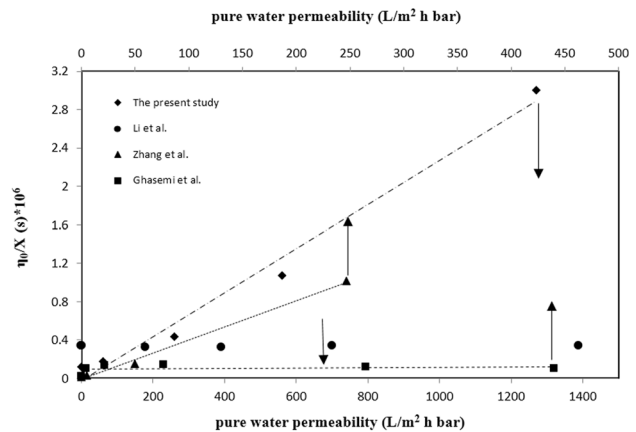 pure water permeability (L/m² h bar)
0 50 100 150 200 250 300 350 400 450 500
3.2
2.8
2.4
2
1.6
1.2
0.8
0.4
0
η₀/X (s)*10⁶
The present study
Li et al.
Zhang et al.
Ghasemi et al.
0 200 400 600 800 1000 1200 1400
pure water permeability (L/m² h bar)